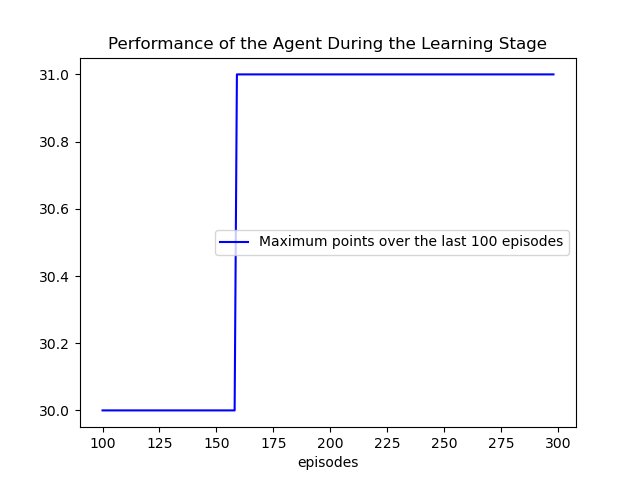 Performance of the Agent During the Learning Stage
31.0
30.8
30.6
Maximum points over the last 100 episodes
30.4
30.2
30.0
100 125 150 175 200 225 250 275 300
episodes